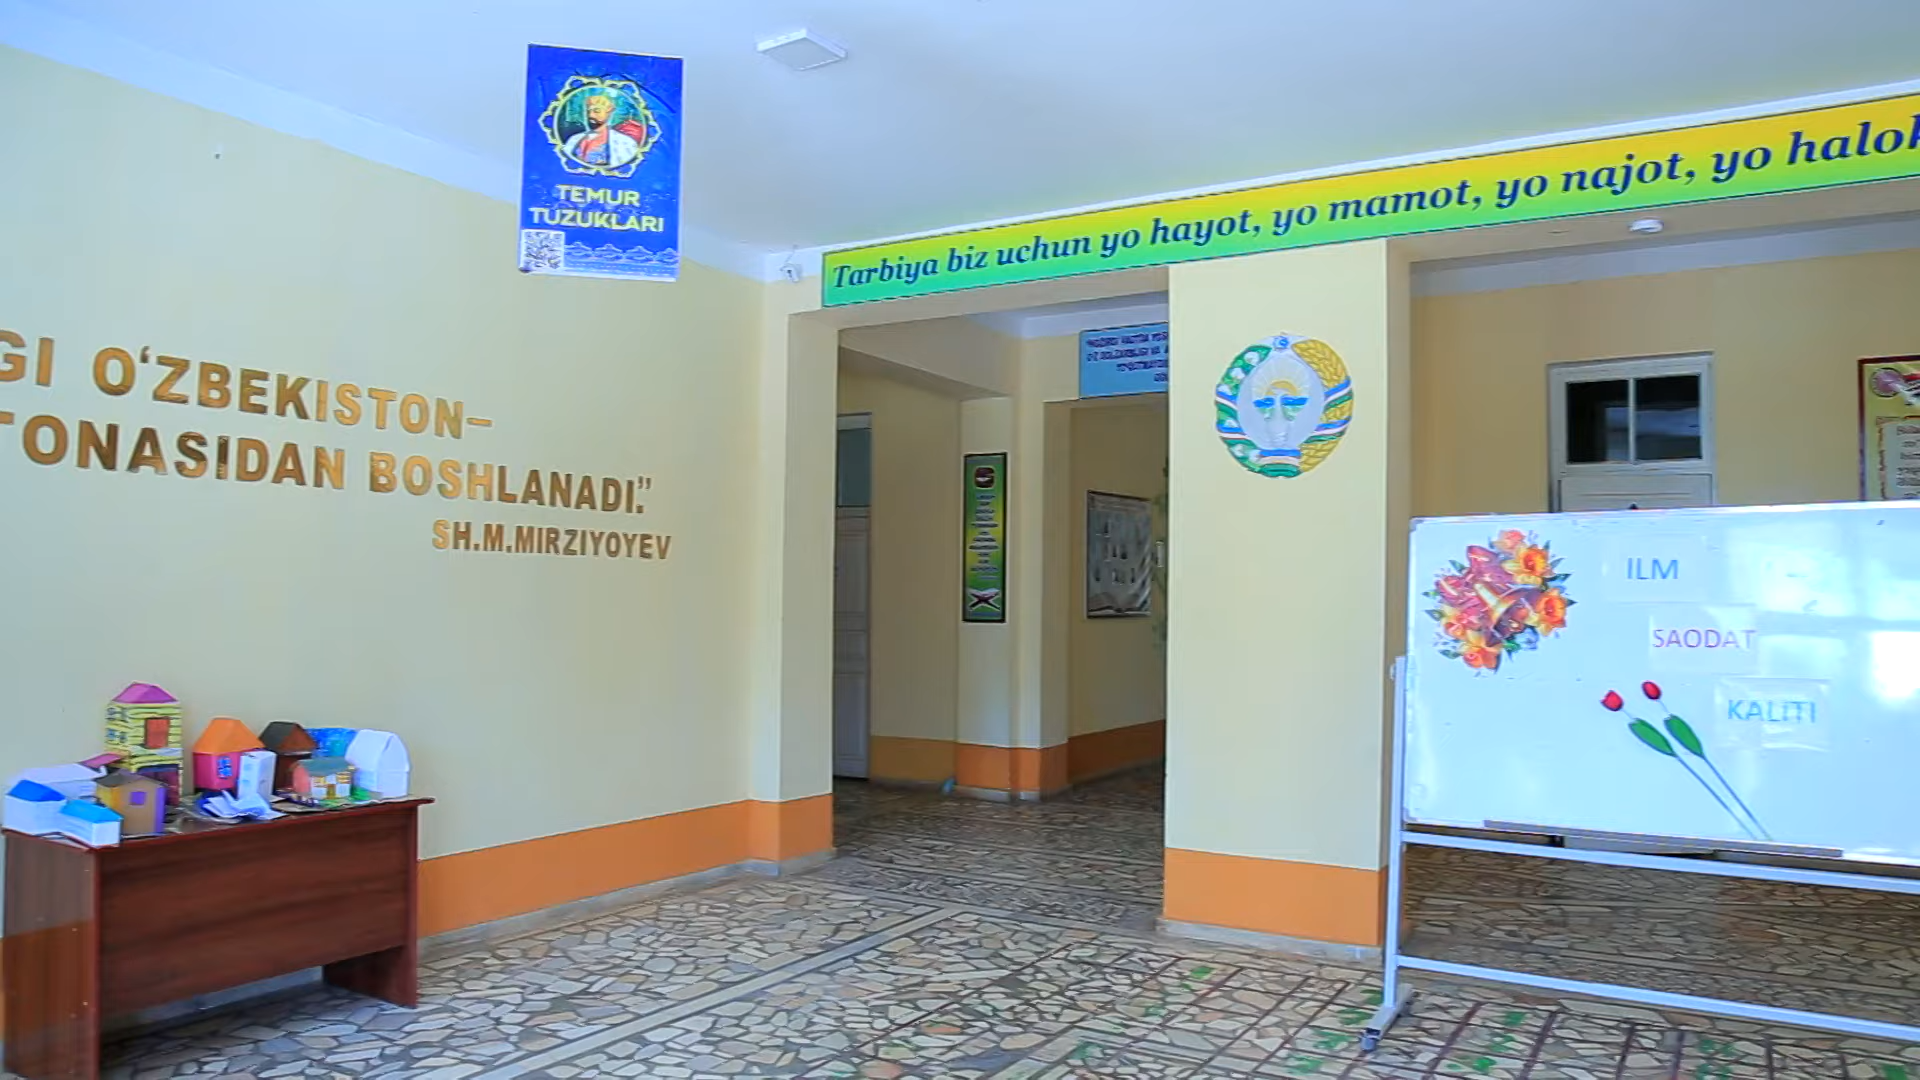 TEMUR
TUZUKLARI
Tarbiya biz uchun yo hayot, yo mamot, yo najot, yo halok
GI O‘ZBEKISTON–
TONASIDAN BOSHLANADI.”
SH.M.MIRZIYOYEV
ILM
SAODAT
KALITI